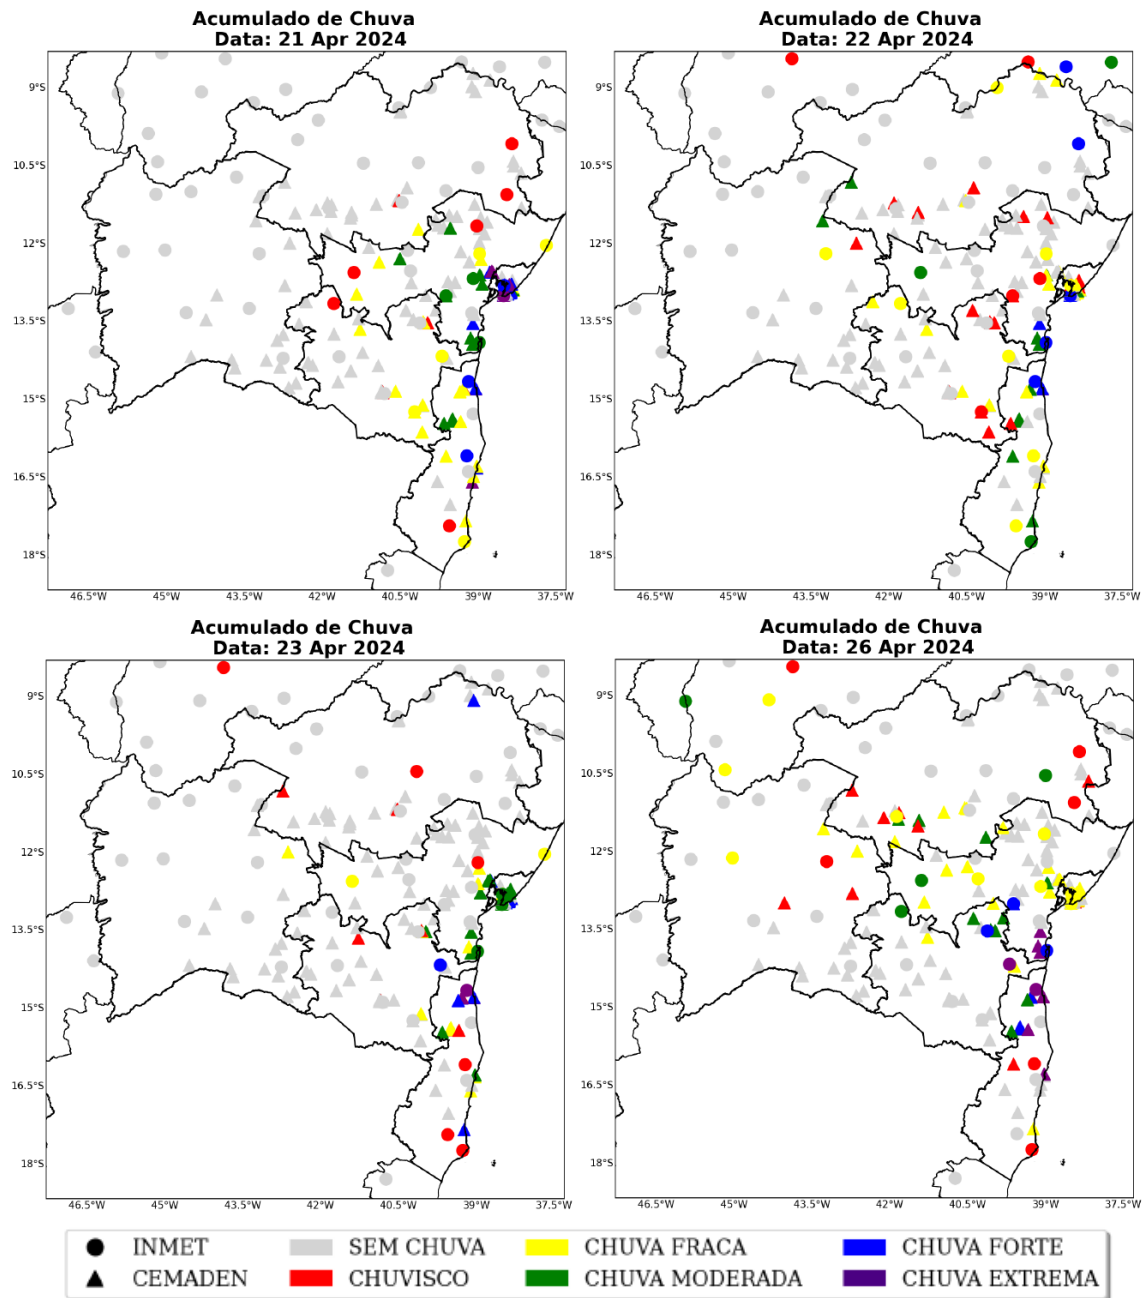 Acumulado de Chuva
Data: 21 Apr 2024
9°S
10.5°S
12°S
13.5°S
15°S
16.5°S
18°S
46.5°W 45°W 43.5°W 42°W 40.5°W 39°W 37.5°W
Acumulado de Chuva
Data: 22 Apr 2024
9°S
10.5°S
12°S
13.5°S
15°S
16.5°S
18°S
46.5°W 45°W 43.5°W 42°W 40.5°W 39°W 37.5°W
Acumulado de Chuva
Data: 23 Apr 2024
9°S
10.5°S
12°S
13.5°S
15°S
16.5°S
18°S
46.5°W 45°W 43.5°W 42°W 40.5°W 39°W 37.5°W
Acumulado de Chuva
Data: 26 Apr 2024
9°S
10.5°S
12°S
13.5°S
15°S
16.5°S
18°S
46.5°W 45°W 43.5°W 42°W 40.5°W 39°W 37.5°W
INMET SEM CHUVA CHUVA FRACA CHUVA FORTE
CEMADEN CHUVISCO CHUVA MODERADA CHUVA EXTREMA